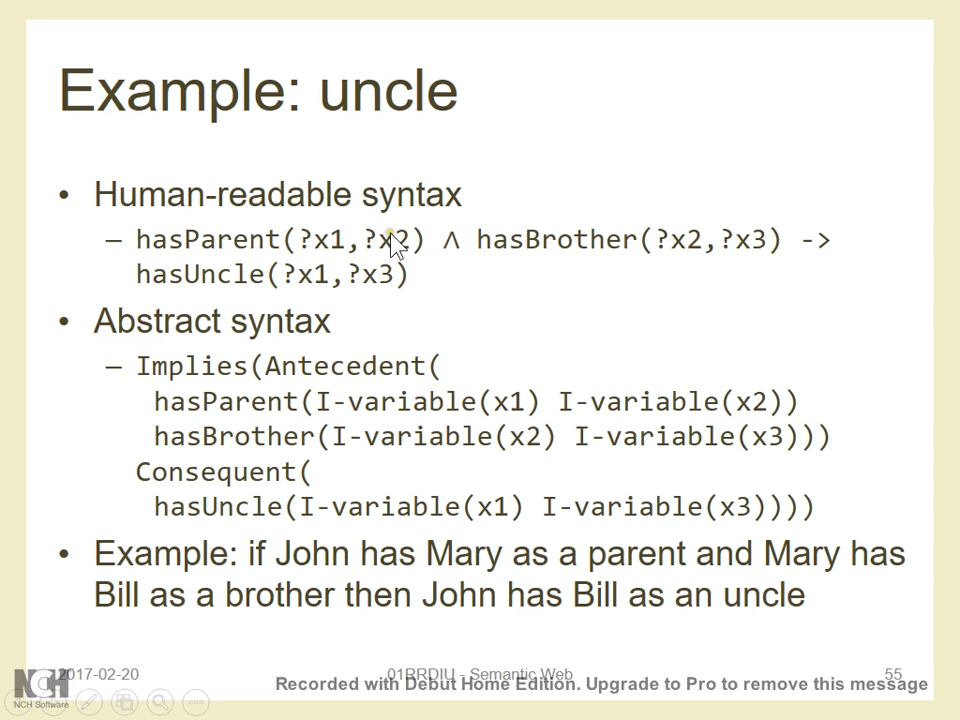 Example: uncle
• Human-readable syntax
– hasParent(?x1,?x2) ∧ hasBrother(?x2,?x3) ->
hasUncle(?x1,?x3)
• Abstract syntax
– Implies(Antecedent(
hasParent(I-variable(x1) I-variable(x2))
hasBrother(I-variable(x2) I-variable(x3)))
Consequent(
hasUncle(I-variable(x1) I-variable(x3))))
• Example: if John has Mary as a parent and Mary has
Bill as a brother then John has Bill as an uncle
2017-02-20
01RRDIU - Semantic Web
55
Recorded with Debut Home Edition. Upgrade to Pro to remove this message
NCH
NCH Software